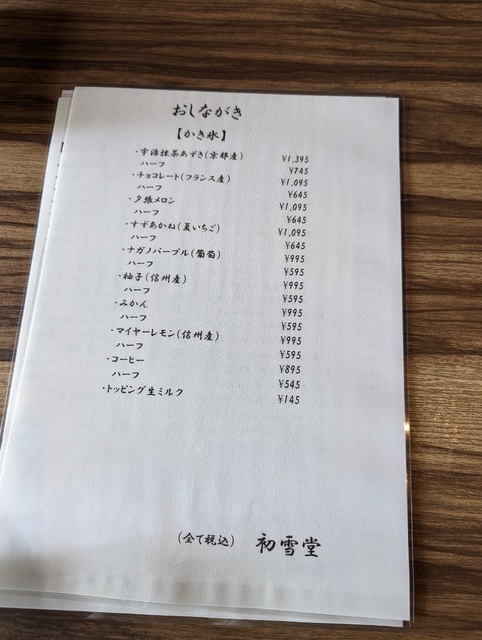 おしながき
【かき氷】
・宇治抹茶あずき(京都産) ¥1,395
ハーフ ¥745
・チョコレート(フランス産) ¥1,095
ハーフ ¥645
・夕張メロン ¥1,095
ハーフ ¥645
・すずあかね(夏いちご) ¥1,095
ハーフ ¥645
・ナガノパープル(葡萄) ¥995
ハーフ ¥595
・柚子(信州産) ¥995
ハーフ ¥595
・みかん ¥995
ハーフ ¥595
・マイヤーレモン(信州産) ¥995
ハーフ ¥595
・コーヒー ¥895
ハーフ ¥545
・トッピング生ミルク ¥145
(全て税込) 初雪堂